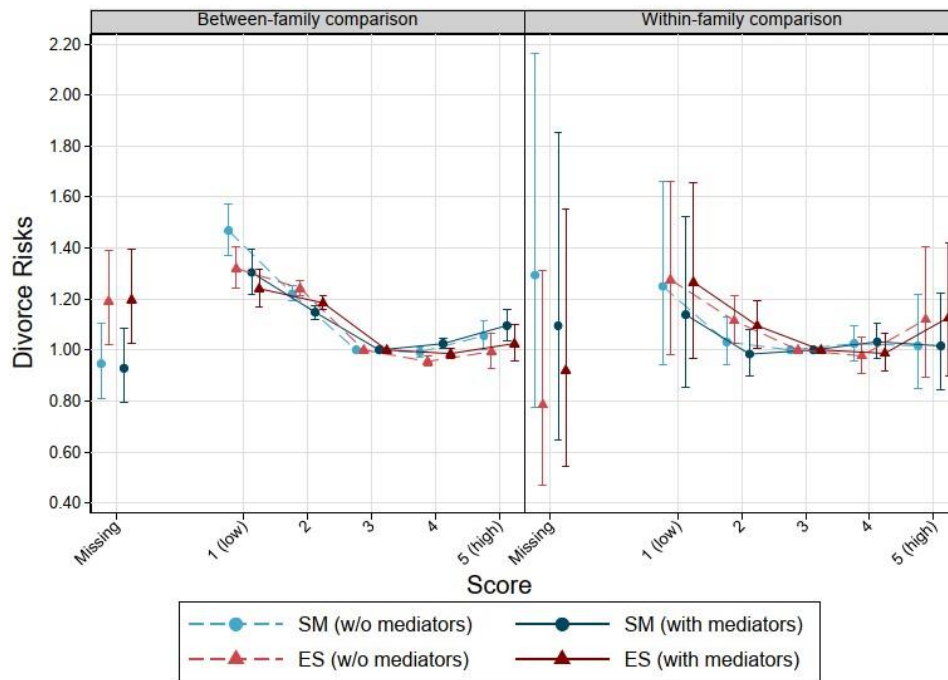 Between-family comparison
Within-family comparison
Divorce Risks
2.20
2.00
1.80
1.60
1.40
1.20
1.00
0.80
0.60
0.40
Missing
1 (low)
2
3
4
5 (high)
Missing
1 (low)
2
3
4
5 (high)
Score
SM (w/o mediators)
SM (with mediators)
ES (w/o mediators)
ES (with mediators)